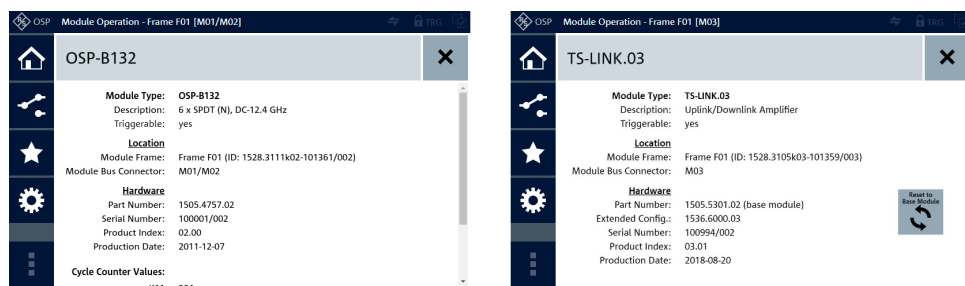 OSP Module Operation - Frame F01 [M01/M02] TRG
OSP-B132
Module Type: OSP-B132
Description: 6 x SPDT (N), DC-12.4 GHz
Triggerable: yes
Location
Module Frame: Frame F01 (ID: 1528.3111k02-101361/002)
Module Bus Connector: M01/M02
Hardware
Part Number: 1505.4757.02
Serial Number: 100001/002
Product Index: 02.00
Production Date: 2011-12-07
Cycle Counter Values:
OSP Module Operation - Frame F01 [M03] TRG
TS-LINK.03
Module Type: TS-LINK.03
Description: Uplink/Downlink Amplifier
Triggerable: yes
Location
Module Frame: Frame F01 (ID: 1528.3105k03-101359/003)
Module Bus Connector: M03
Hardware
Part Number: 1505.5301.02 (base module)
Extended Config.: 1536.6000.03
Serial Number: 100994/002
Product Index: 03.01
Production Date: 2018-08-20
Reset to
Base Module